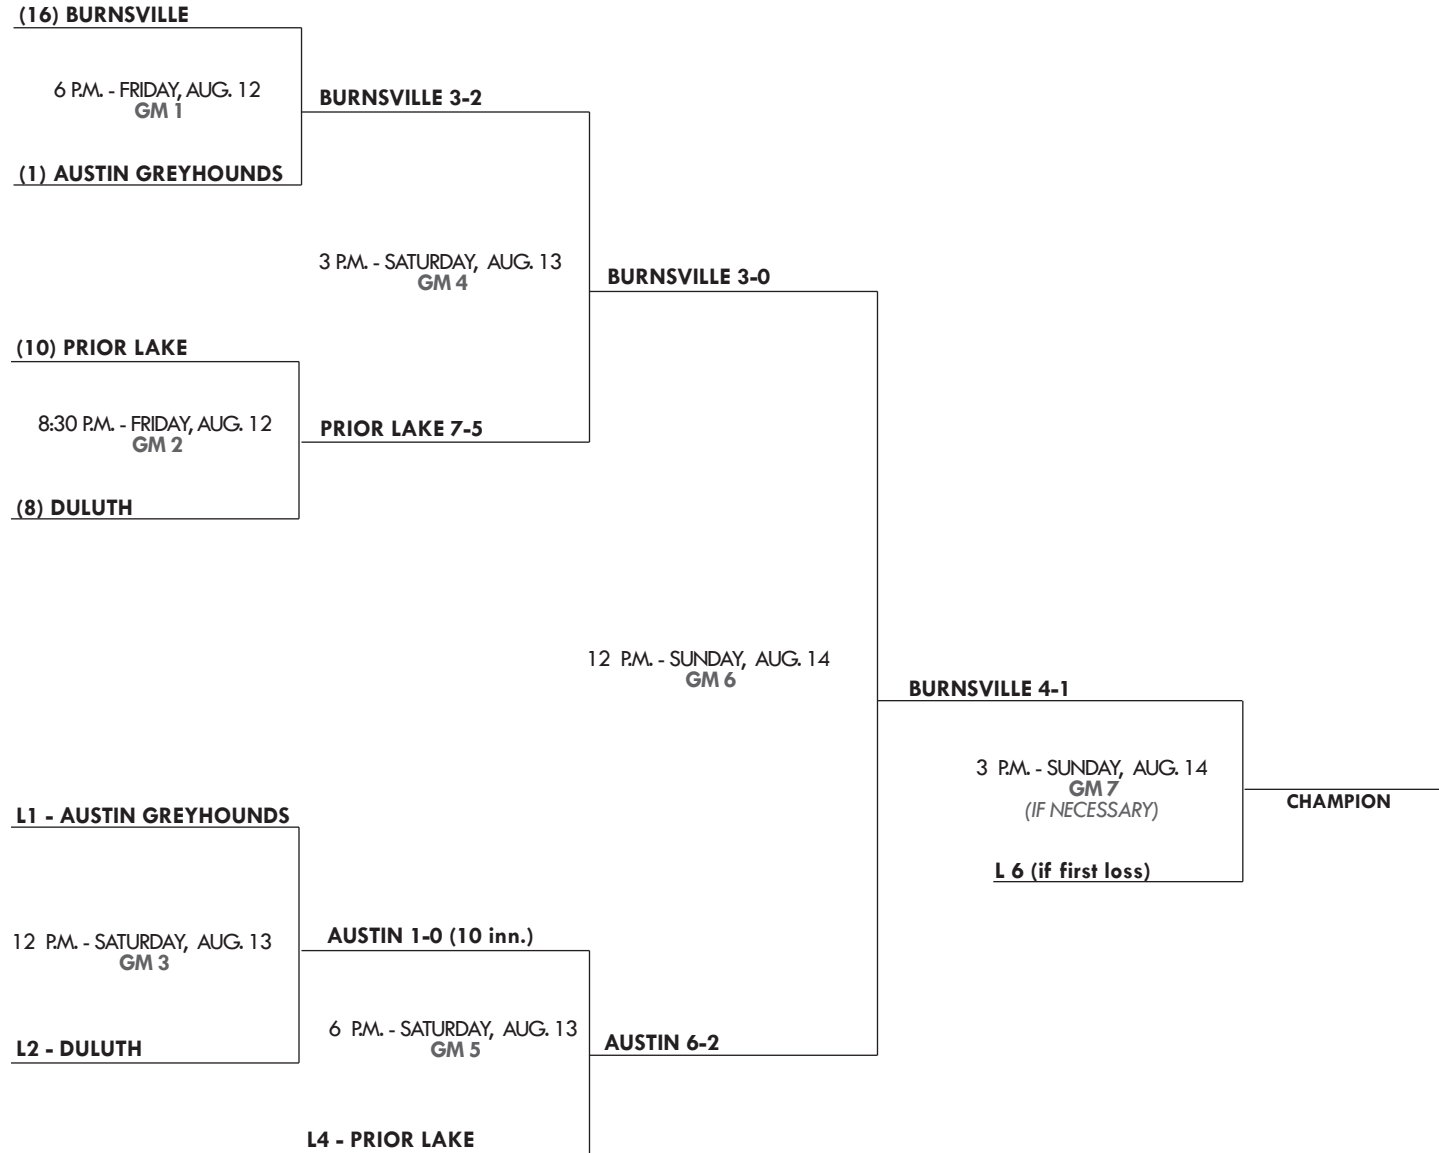 (16) BURNSVILLE
6 P.M. - FRIDAY, AUG. 12
GM 1
BURNSVILLE 3-2
(1) AUSTIN GREYHOUNDS
3 P.M. - SATURDAY, AUG. 13
GM 4
BURNSVILLE 3-0
(10) PRIOR LAKE
8:30 P.M. - FRIDAY, AUG. 12
GM 2
PRIOR LAKE 7-5
(8) DULUTH
12 P.M. - SUNDAY, AUG. 14
GM 6
BURNSVILLE 4-1
3 P.M. - SUNDAY, AUG. 14
GM 7
(IF NECESSARY)
CHAMPION
L 6 (if first loss)
L1 - AUSTIN GREYHOUNDS
12 P.M. - SATURDAY, AUG. 13
GM 3
AUSTIN 1-0 (10 inn.)
L2 - DULUTH
6 P.M. - SATURDAY, AUG. 13
GM 5
AUSTIN 6-2
L4 - PRIOR LAKE